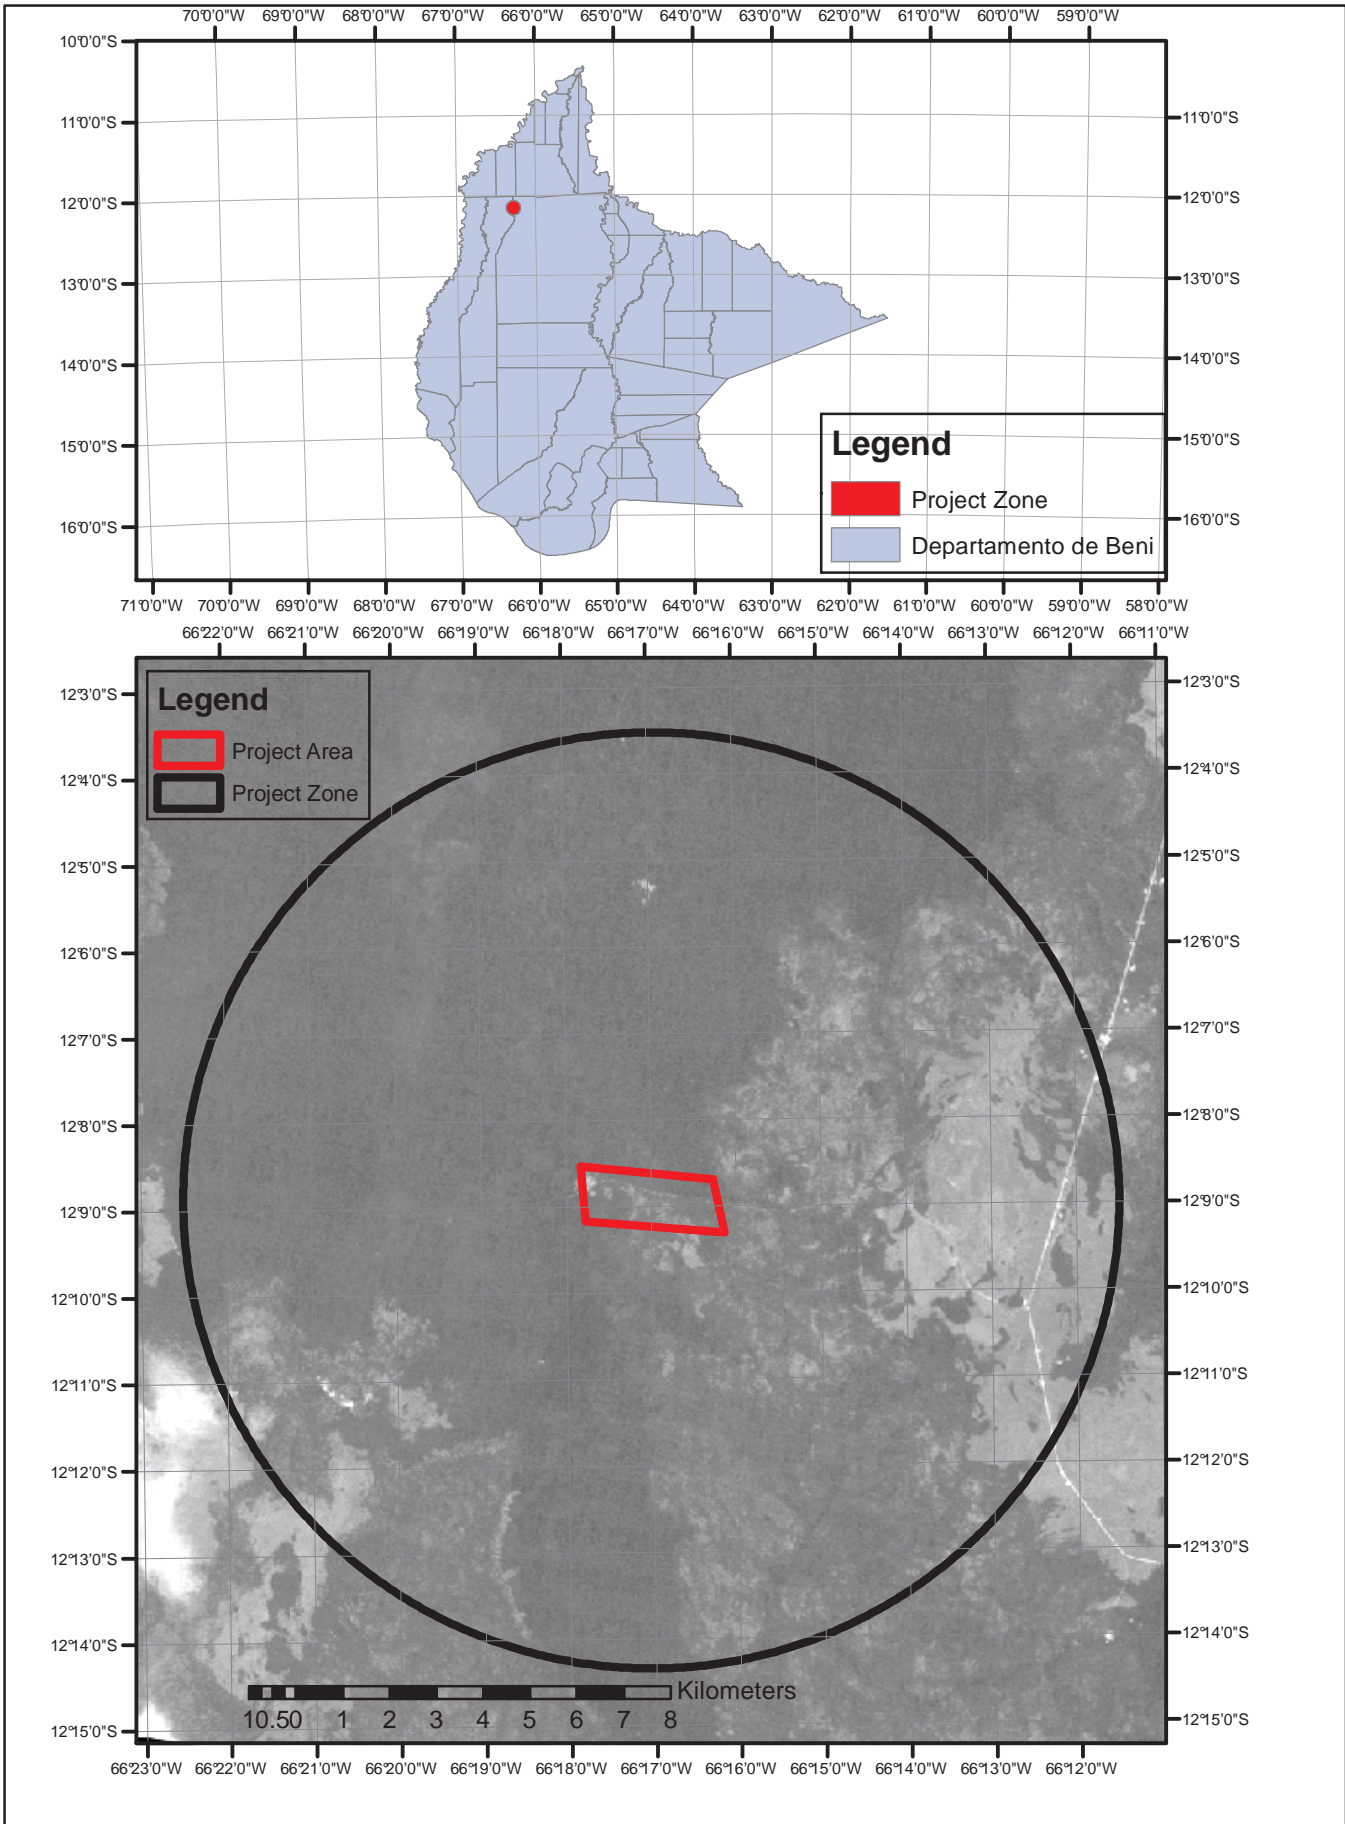 70°0'0"W 69°0'0"W 68°0'0"W 67°0'0"W 66°0'0"W 65°0'0"W 64°0'0"W 63°0'0"W 62°0'0"W 61°0'0"W 60°0'0"W 59°0'0"W
10°0'0"S
11°0'0"S 11°0'0"S
12°0'0"S 12°0'0"S
13°0'0"S 13°0'0"S
14°0'0"S 14°0'0"S
15°0'0"S 15°0'0"S
16°0'0"S 16°0'0"S
Legend
Project Zone
Departamento de Beni
71°0'0"W 70°0'0"W 69°0'0"W 68°0'0"W 67°0'0"W 66°0'0"W 65°0'0"W 64°0'0"W 63°0'0"W 62°0'0"W 61°0'0"W 60°0'0"W 59°0'0"W 58°0'0"W
66°22'0"W 66°21'0"W 66°20'0"W 66°19'0"W 66°18'0"W 66°17'0"W 66°16'0"W 66°15'0"W 66°14'0"W 66°13'0"W 66°12'0"W 66°11'0"W
Legend
Project Area
Project Zone
12°3'0"S 12°3'0"S
12°4'0"S 12°4'0"S
12°5'0"S 12°5'0"S
12°6'0"S 12°6'0"S
12°7'0"S 12°7'0"S
12°8'0"S 12°8'0"S
12°9'0"S 12°9'0"S
12°10'0"S 12°10'0"S
12°11'0"S 12°11'0"S
12°12'0"S 12°12'0"S
12°13'0"S 12°13'0"S
12°14'0"S 12°14'0"S
12°15'0"S 12°15'0"S
Kilometers
1 0.5 0 1 2 3 4 5 6 7 8
66°23'0"W 66°22'0"W 66°21'0"W 66°20'0"W 66°19'0"W 66°18'0"W 66°17'0"W 66°16'0"W 66°15'0"W 66°14'0"W 66°13'0"W 66°12'0"W